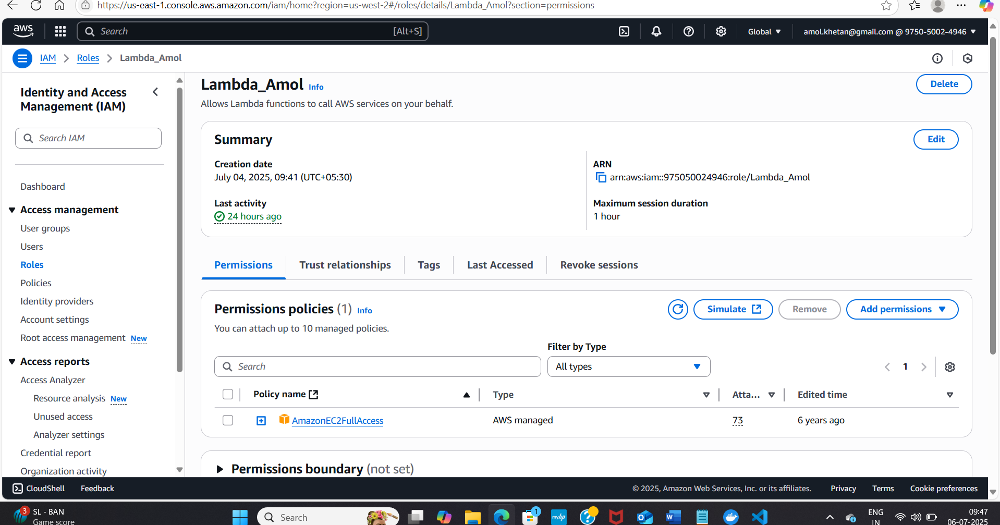 https://us-east-1.console.aws.amazon.com/iam/home?region=us-west-2#/roles/details/Lambda_Amol?section=permissions
aws
Search [Alt+S]
Global
amol.khetan@gmail.com @ 9750-5002-4946
IAM
Roles
Lambda_Amol
Identity and Access
Management (IAM)
Search IAM
Dashboard
Access management
User groups
Users
Roles
Policies
Identity providers
Account settings
Root access management New
Access reports
Access Analyzer
Resource analysis New
Unused access
Analyzer settings
Credential report
Organization activity
Lambda_Amol Info
Delete
Allows Lambda functions to call AWS services on your behalf.
Summary
Edit
Creation date
July 04, 2025, 09:41 (UTC+05:30)
ARN
arn:aws:iam::975050024946:role/Lambda_Amol
Last activity
24 hours ago
Maximum session duration
1 hour
Permissions
Trust relationships
Tags
Last Accessed
Revoke sessions
Permissions policies (1) Info
Simulate
Remove
Add permissions
You can attach up to 10 managed policies.
Filter by Type
Search
All types
1
Policy name
Type
Atta...
Edited time
AmazonEC2FullAccess
AWS managed
73
6 years ago
Permissions boundary (not set)
CloudShell
Feedback
© 2025, Amazon Web Services, Inc. or its affiliates.
Privacy
Terms
Cookie preferences
3
SL - BAN
Game score
Search
1
myhp
ENG
IN
09:47
06-07-2025